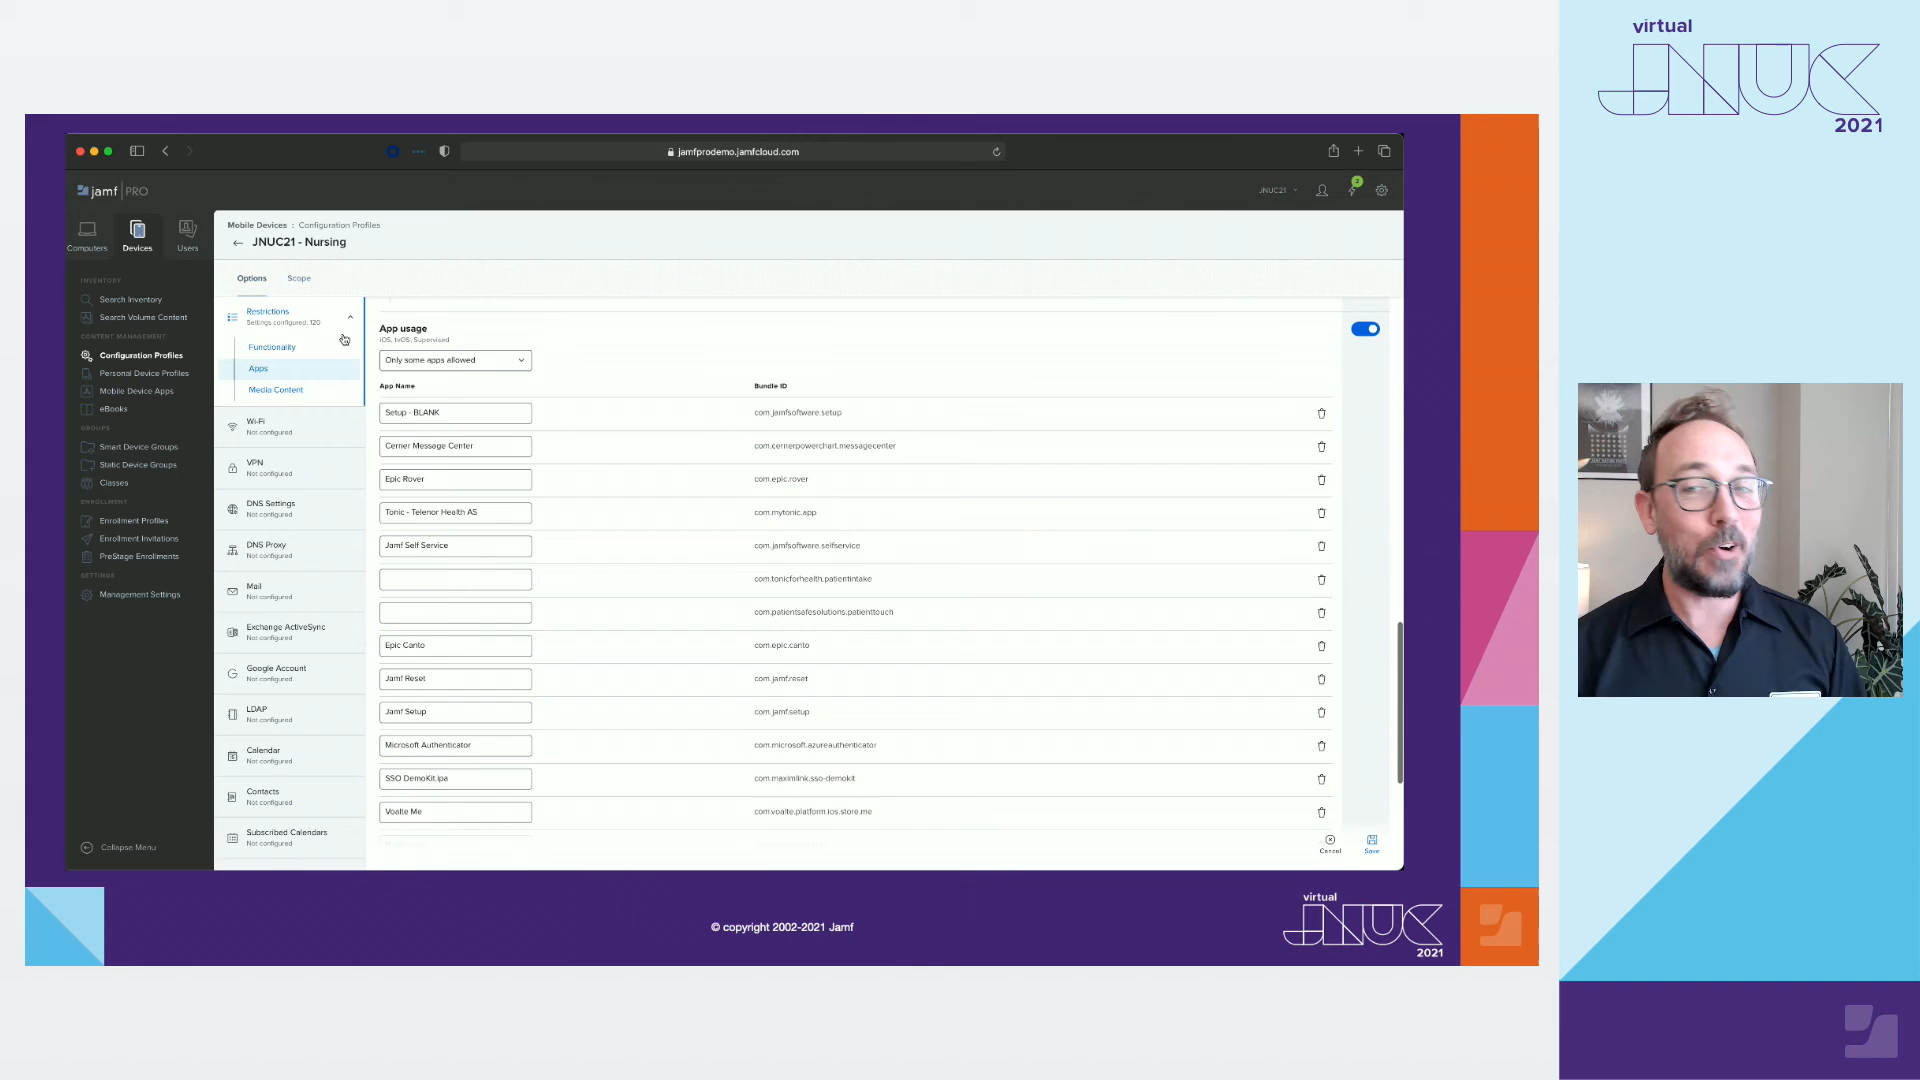 virtual
JNUC
2021
jamfprodemo.jamfcloud.com
jamf PRO
JNUC21
2
Computers
Devices
Users
INVENTORY
Search Inventory
Search Volume Content
CONTENT MANAGEMENT
Configuration Profiles
Personal Device Profiles
Mobile Device Apps
eBooks
GROUPS
Smart Device Groups
Static Device Groups
Classes
ENROLLMENT
Enrollment Profiles
Enrollment Invitations
PreStage Enrollments
SETTINGS
Management Settings
Collapse Menu
Mobile Devices : Configuration Profiles
JNUC21 - Nursing
Options Scope
Restrictions
Settings configured: 120
Functionality
Apps
Media Content
Wi-Fi
Not configured
VPN
Not configured
DNS Settings
Not configured
DNS Proxy
Not configured
Mail
Not configured
Exchange ActiveSync
Not configured
Google Account
Not configured
LDAP
Not configured
Calendar
Not configured
Contacts
Not configured
Subscribed Calendars
Not configured
App usage
iOS, tvOS, Supervised
Only some apps allowed
App Name Bundle ID
Setup - BLANK com.jamfsoftware.setup
Cerner Message Center com.cernerpowerchart.messagecenter
Epic Rover com.epic.rover
Tonic - Telenor Health AS com.mytonic.app
Jamf Self Service com.jamfsoftware.selfservice
com.tonicforhealth.patientintake
com.patientsafesolutions.patienttouch
Epic Canto com.epic.canto
Jamf Reset com.jamf.reset
Jamf Setup com.jamf.setup
Microsoft Authenticator com.microsoft.azureauthenticator
SSO DemoKit.ipa com.maximlink.sso-demokit
Voalte Me com.voalte.platform.ios.store.me
Cancel Save
© copyright 2002-2021 Jamf
virtual
JNUC
2021